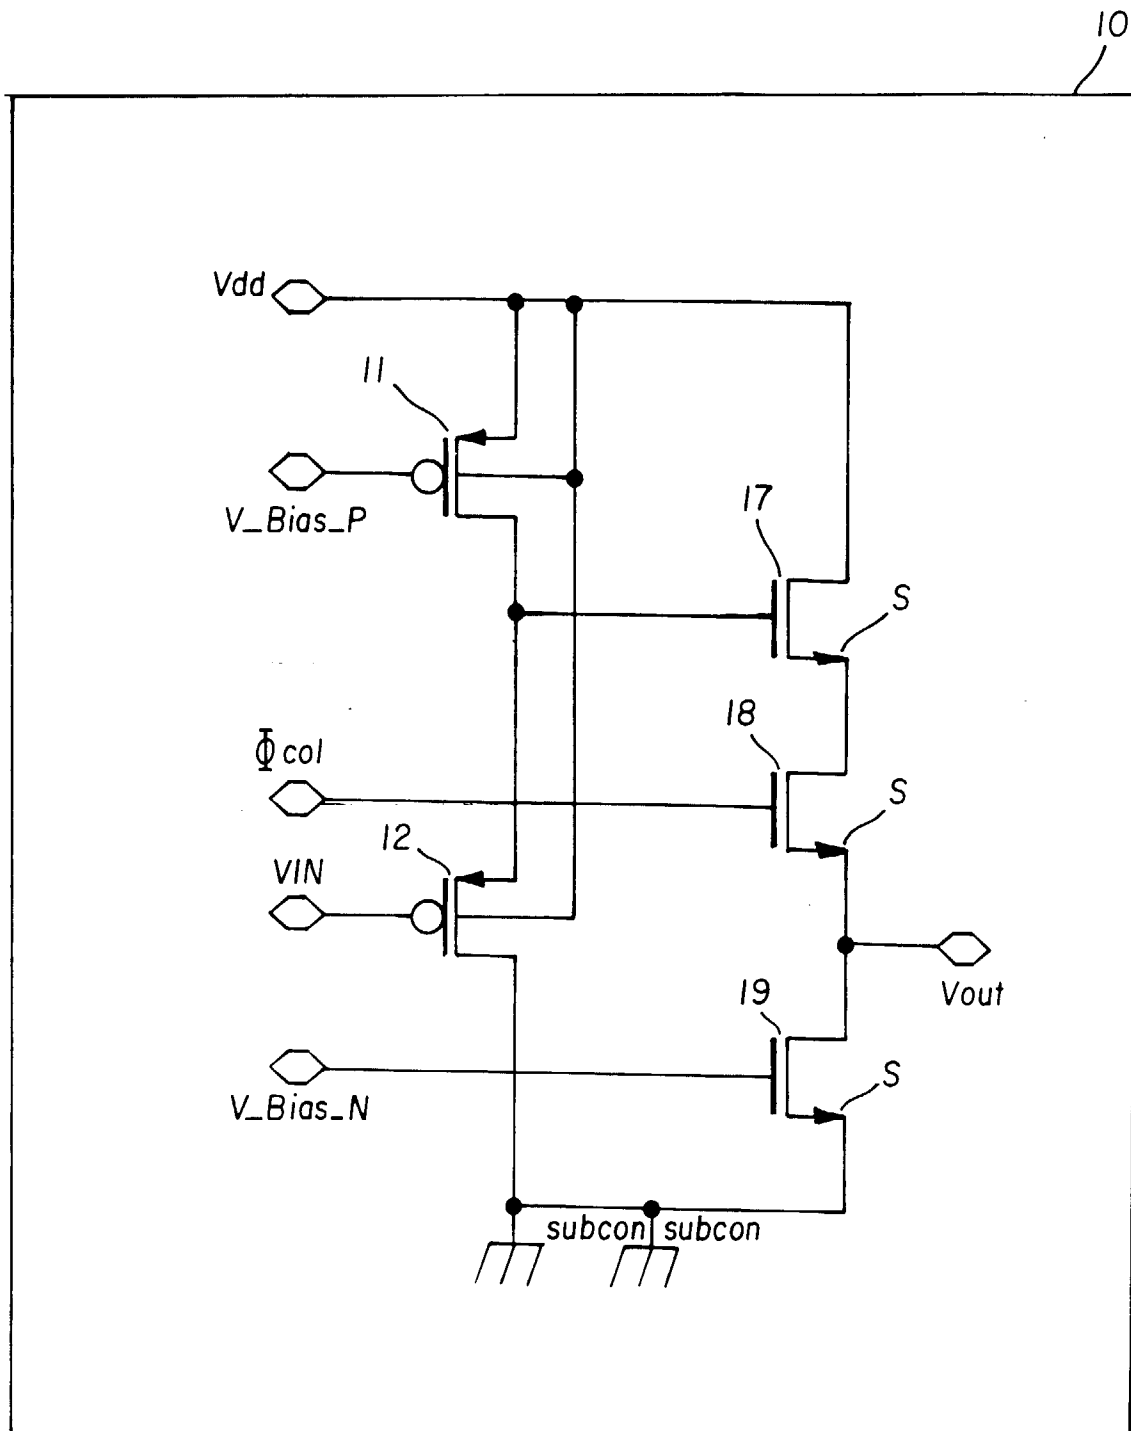 10
Vdd
11
V_Bias_P
17
S
18
Φcol
S
12
VIN
19
Vout
S
V_Bias_N
subcon
subcon